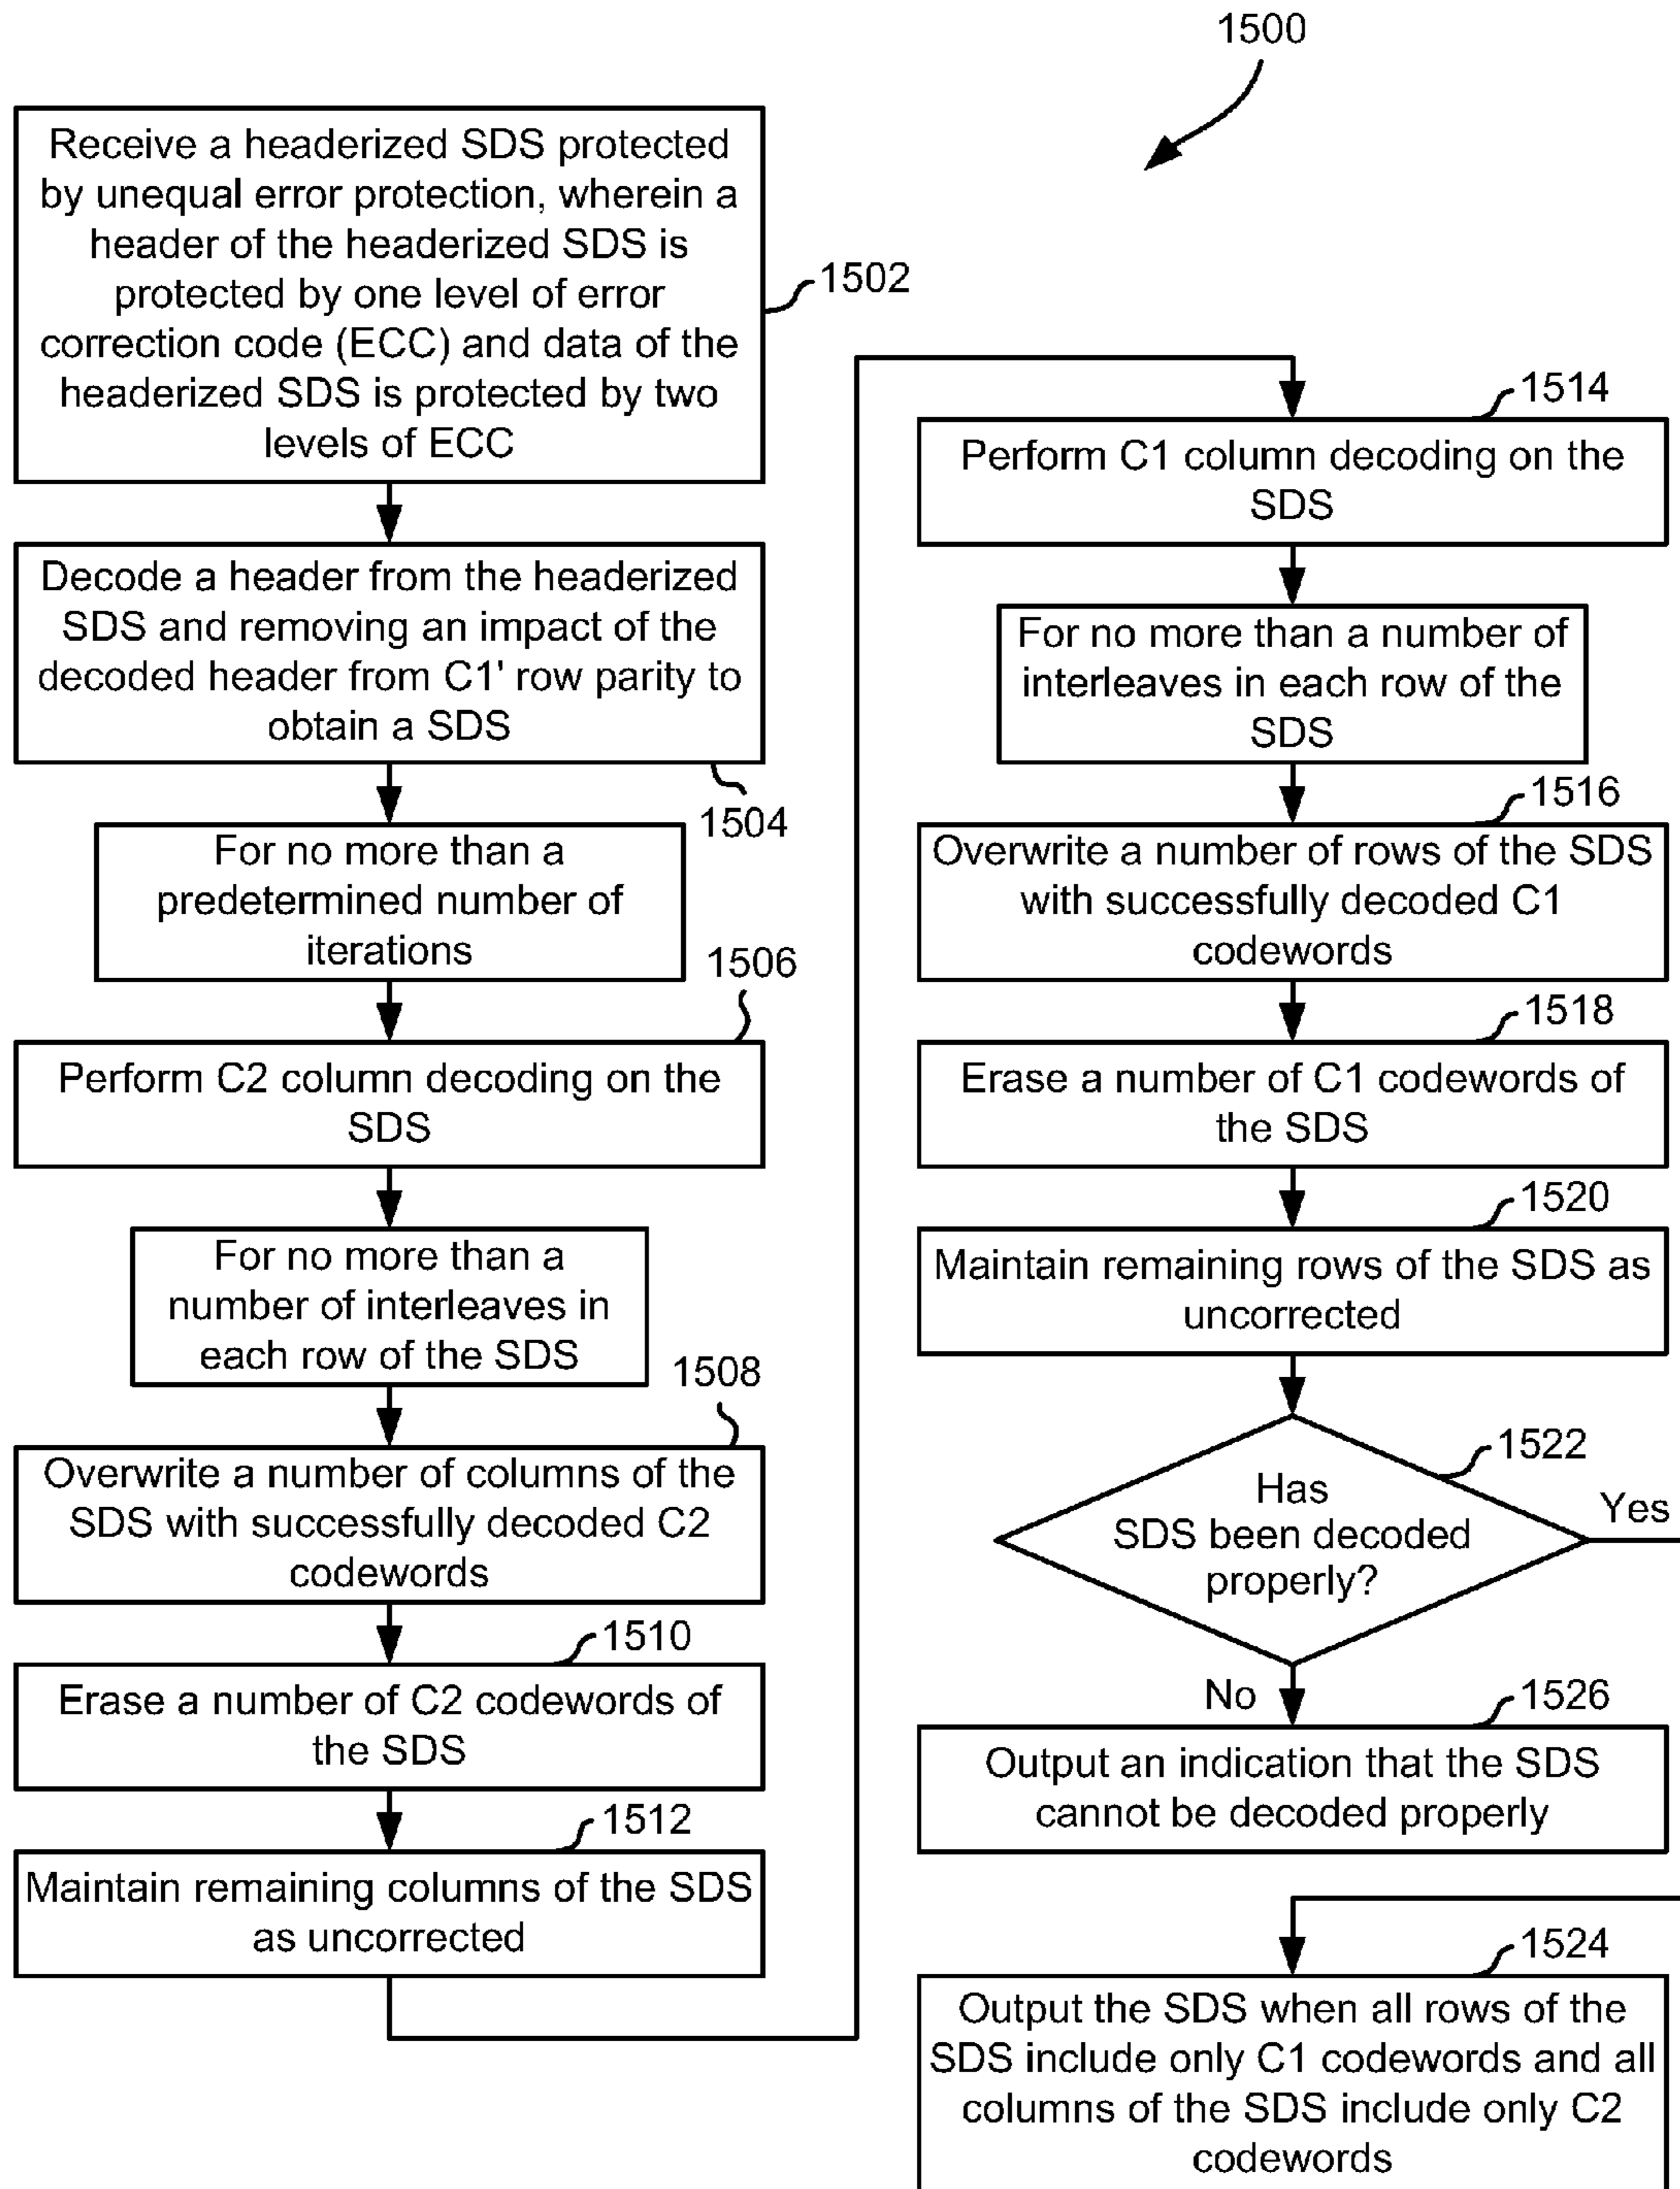 1500
Receive a headerized SDS protected
by unequal error protection, wherein a
header of the headerized SDS is
protected by one level of error
correction code (ECC) and data of the
headerized SDS is protected by two
levels of ECC
1502
Decode a header from the headerized
SDS and removing an impact of the
decoded header from C1' row parity to
obtain a SDS
1504
For no more than a
predetermined number of
iterations
1506
Perform C2 column decoding on the
SDS
For no more than a
number of interleaves in
each row of the SDS
1508
Overwrite a number of columns of the
SDS with successfully decoded C2
codewords
1510
Erase a number of C2 codewords of
the SDS
1512
Maintain remaining columns of the SDS
as uncorrected
1514
Perform C1 column decoding on the
SDS
For no more than a number of
interleaves in each row of the
SDS
1516
Overwrite a number of rows of the SDS
with successfully decoded C1
codewords
1518
Erase a number of C1 codewords of
the SDS
1520
Maintain remaining rows of the SDS as
uncorrected
1522
Has
SDS been decoded
properly?
Yes
No
1526
Output an indication that the SDS
cannot be decoded properly
1524
Output the SDS when all rows of the
SDS include only C1 codewords and all
columns of the SDS include only C2
codewords